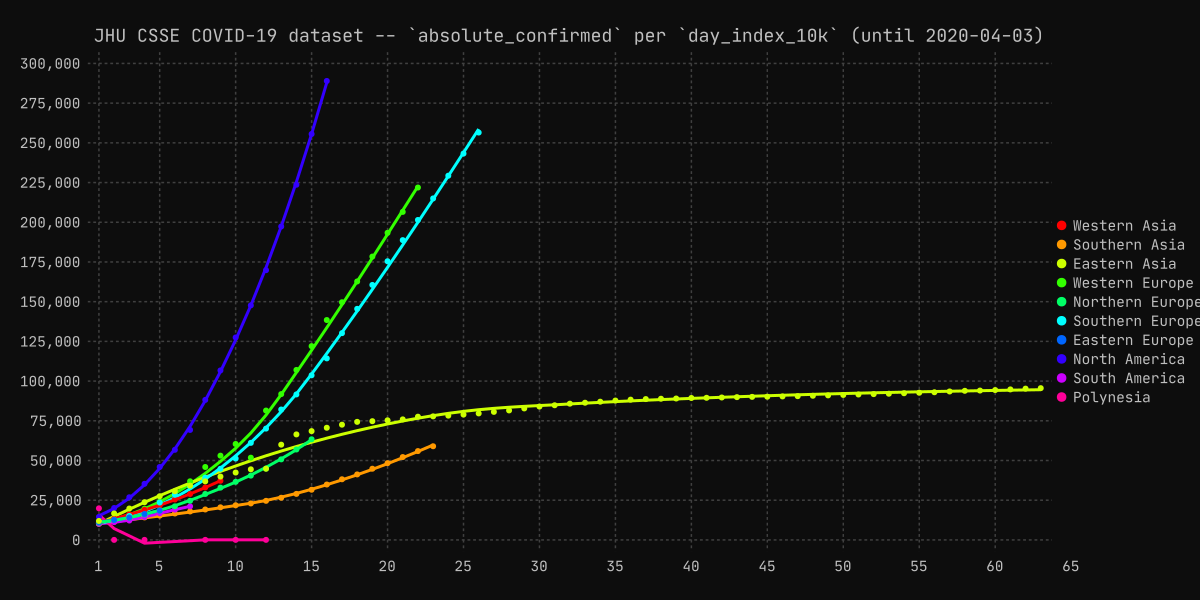 JHU CSSE COVID-19 dataset -- `absolute_confirmed` per `day_index_10k` (until 2020-04-03)
300,000
275,000
250,000
225,000
200,000
175,000
150,000
125,000
100,000
75,000
50,000
25,000
0
1 5 10 15 20 25 30 35 40 45 50 55 60 65
Western Asia
Southern Asia
Eastern Asia
Western Europe
Northern Europe
Southern Europe
Eastern Europe
North America
South America
Polynesia